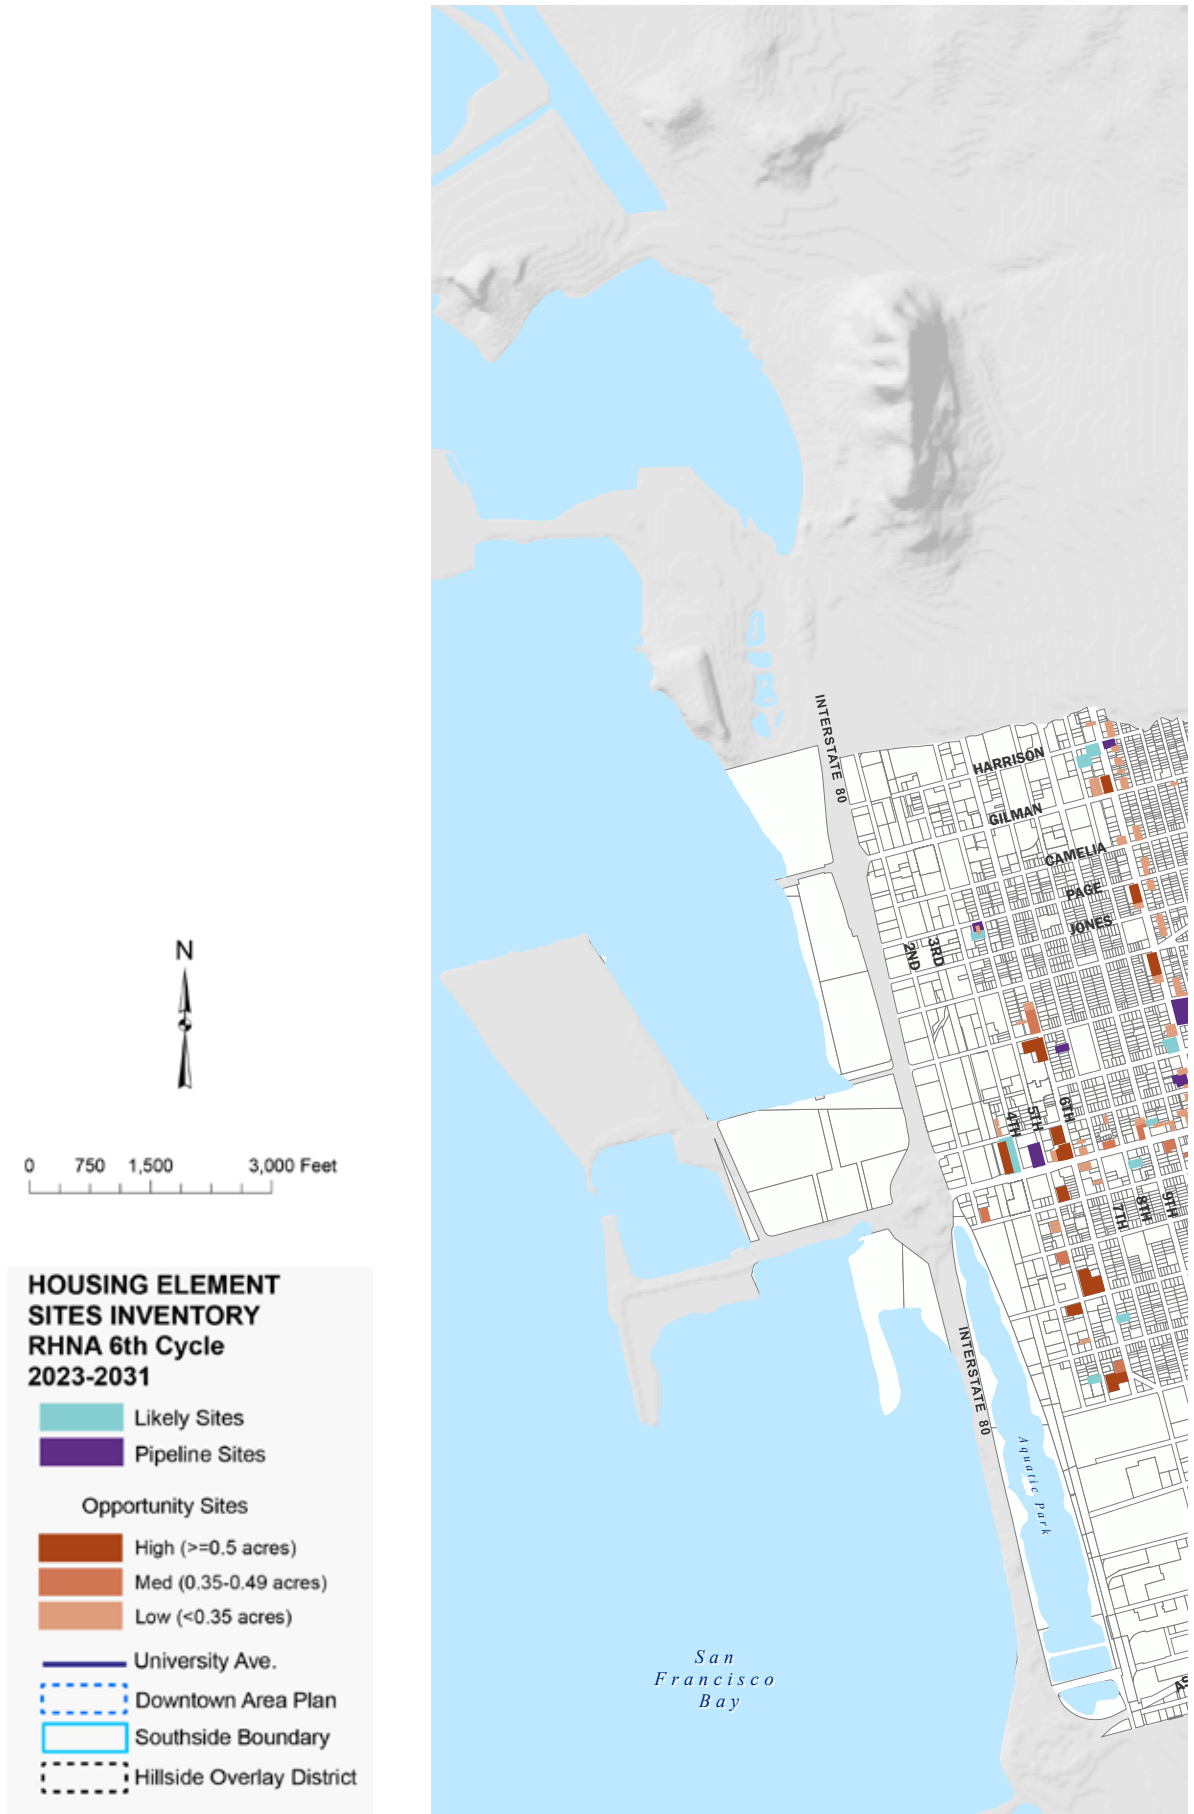 INTERSTATE 80
HARRISON
GILMAN
CAMELIA
PAGE
JONES
2ND
3RD
N
4TH
5TH
6TH
0 750 1,500 3,000 Feet
7TH
8TH
9TH
HOUSING ELEMENT
SITES INVENTORY
RHNA 6th Cycle
2023-2031
Likely Sites
Pipeline Sites
Opportunity Sites
High (>=0.5 acres)
Med (0.35-0.49 acres)
Low (<0.35 acres)
University Ave.
Downtown Area Plan
Southside Boundary
Hillside Overlay District
INTERSTATE 80
Aquatic Park
San
Francisco
Bay
AS